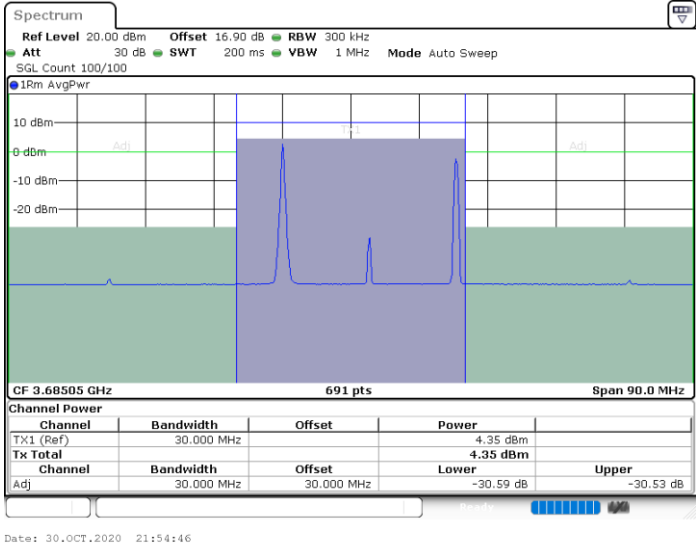 Spectrum
Ref Level 20.00 dBm Offset 16.90 dB RBW 300 kHz
Att 30 dB SWT 200 ms VBW 1 MHz Mode Auto Sweep
SGL Count 100/100
1Rm AvgPwr
10 dBm
TX1
Adj
0 dBm
Adj
-10 dBm
-20 dBm
CF 3.68505 GHz 691 pts Span 90.0 MHz
Channel Power
Channel Bandwidth Offset Power
TX1 (Ref) 30.000 MHz 4.35 dBm
Tx Total 4.35 dBm
Channel Bandwidth Offset Lower Upper
Adj 30.000 MHz 30.000 MHz -30.59 dB -30.53 dB
Ready
Date: 30.OCT.2020 21:54:46